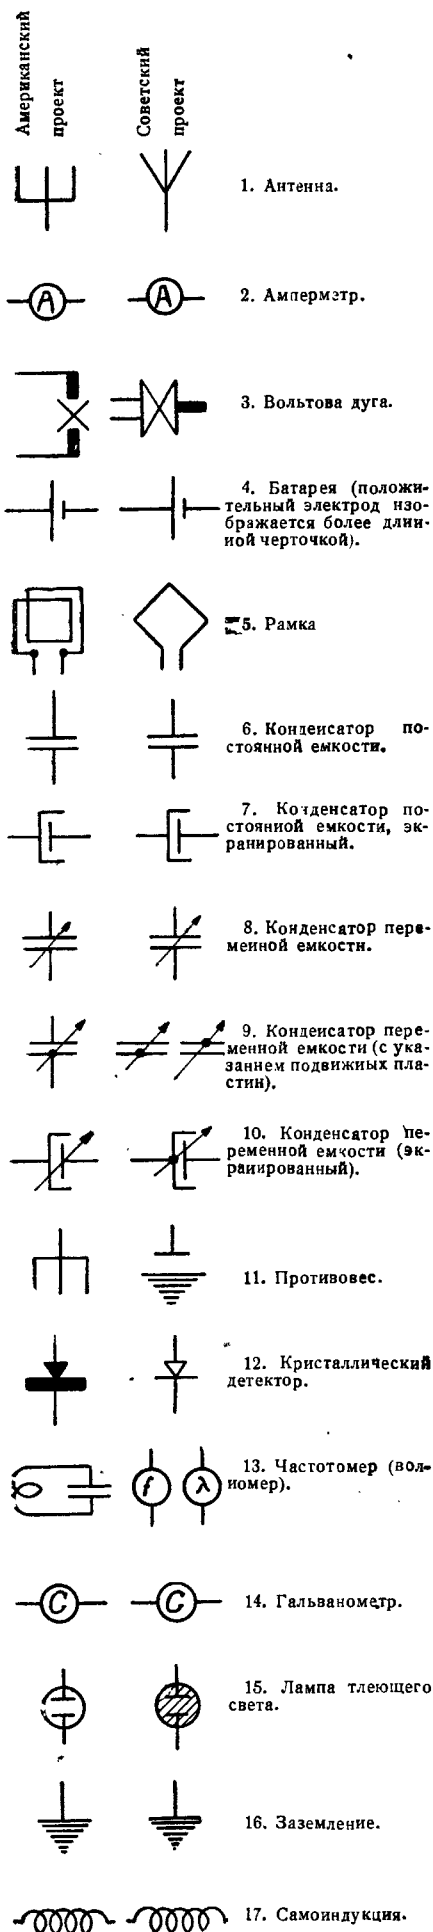 Американский
проект
Советский
проект
1. Антенна.
A
A
2. Амперметр.
3. Вольтова дуга.
4. Батарея (положи-
тельный электрод изо-
бражается более длин-
ной черточкой).
5. Рамка
6. Конденсатор по-
стоянной емкости.
7. Конденсатор по-
стоянной емкости, эк-
ранированный.
8. Конденсатор пере-
менной емкости.
9. Конденсатор пере-
менной емкости (с ука-
занием подвижных пла-
стин).
10. Конденсатор пе-
ременной емкости (эк-
ранированный).
11. Противовес.
12. Кристаллический
детектор.
f
λ
13. Частотомер (вол-
номер).
C
C
14. Гальванометр.
15. Лампа тлеющего
света.
16. Заземление.
17. Самоиндукция.